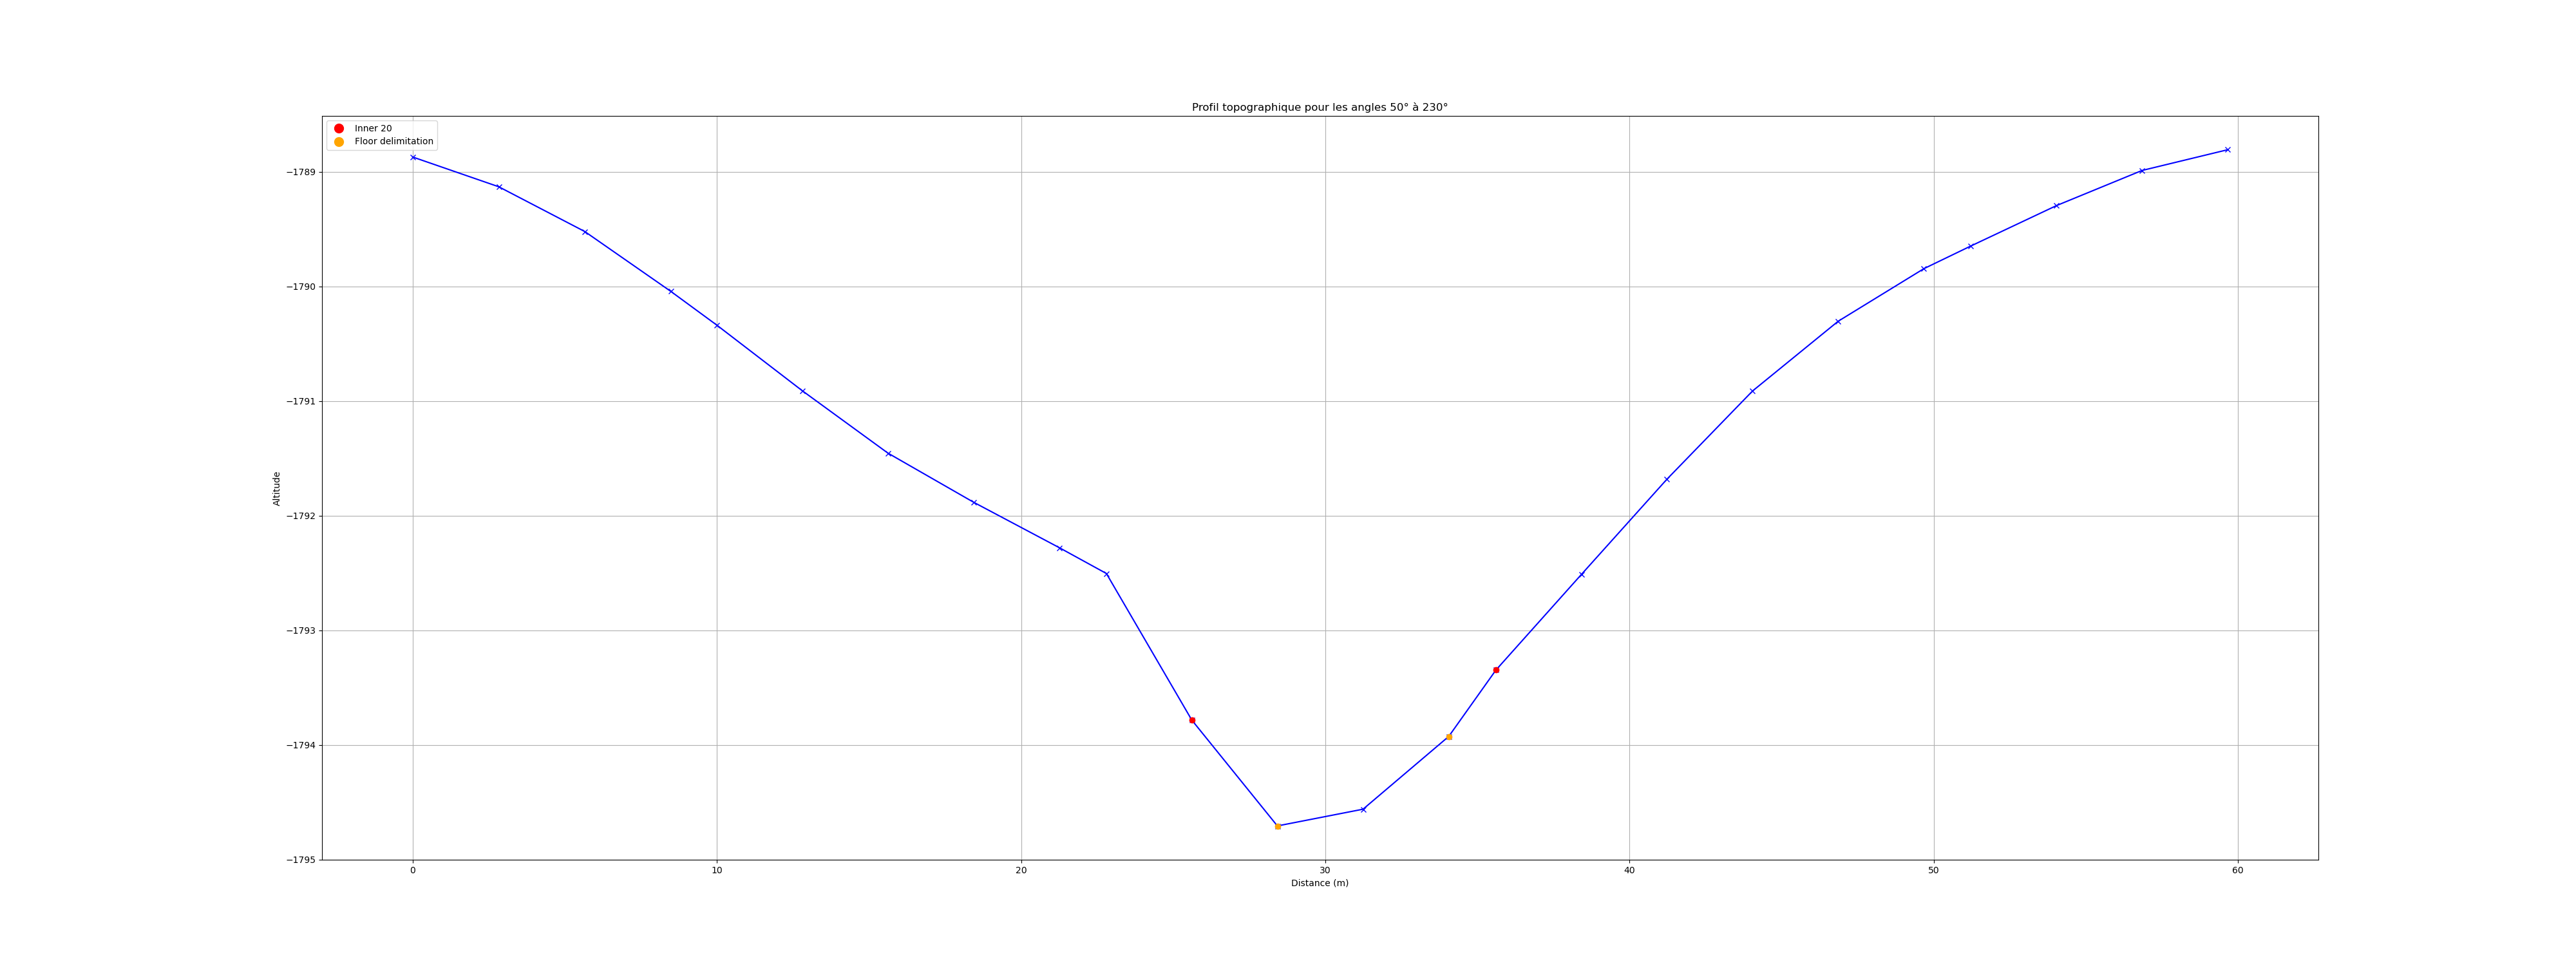 Profil topographique pour les angles 50° à 230°
Inner 20
Floor delimitation
−1789
−1790
−1791
−1792
−1793
−1794
−1795
Altitude
0 10 20 30 40 50 60
Distance (m)